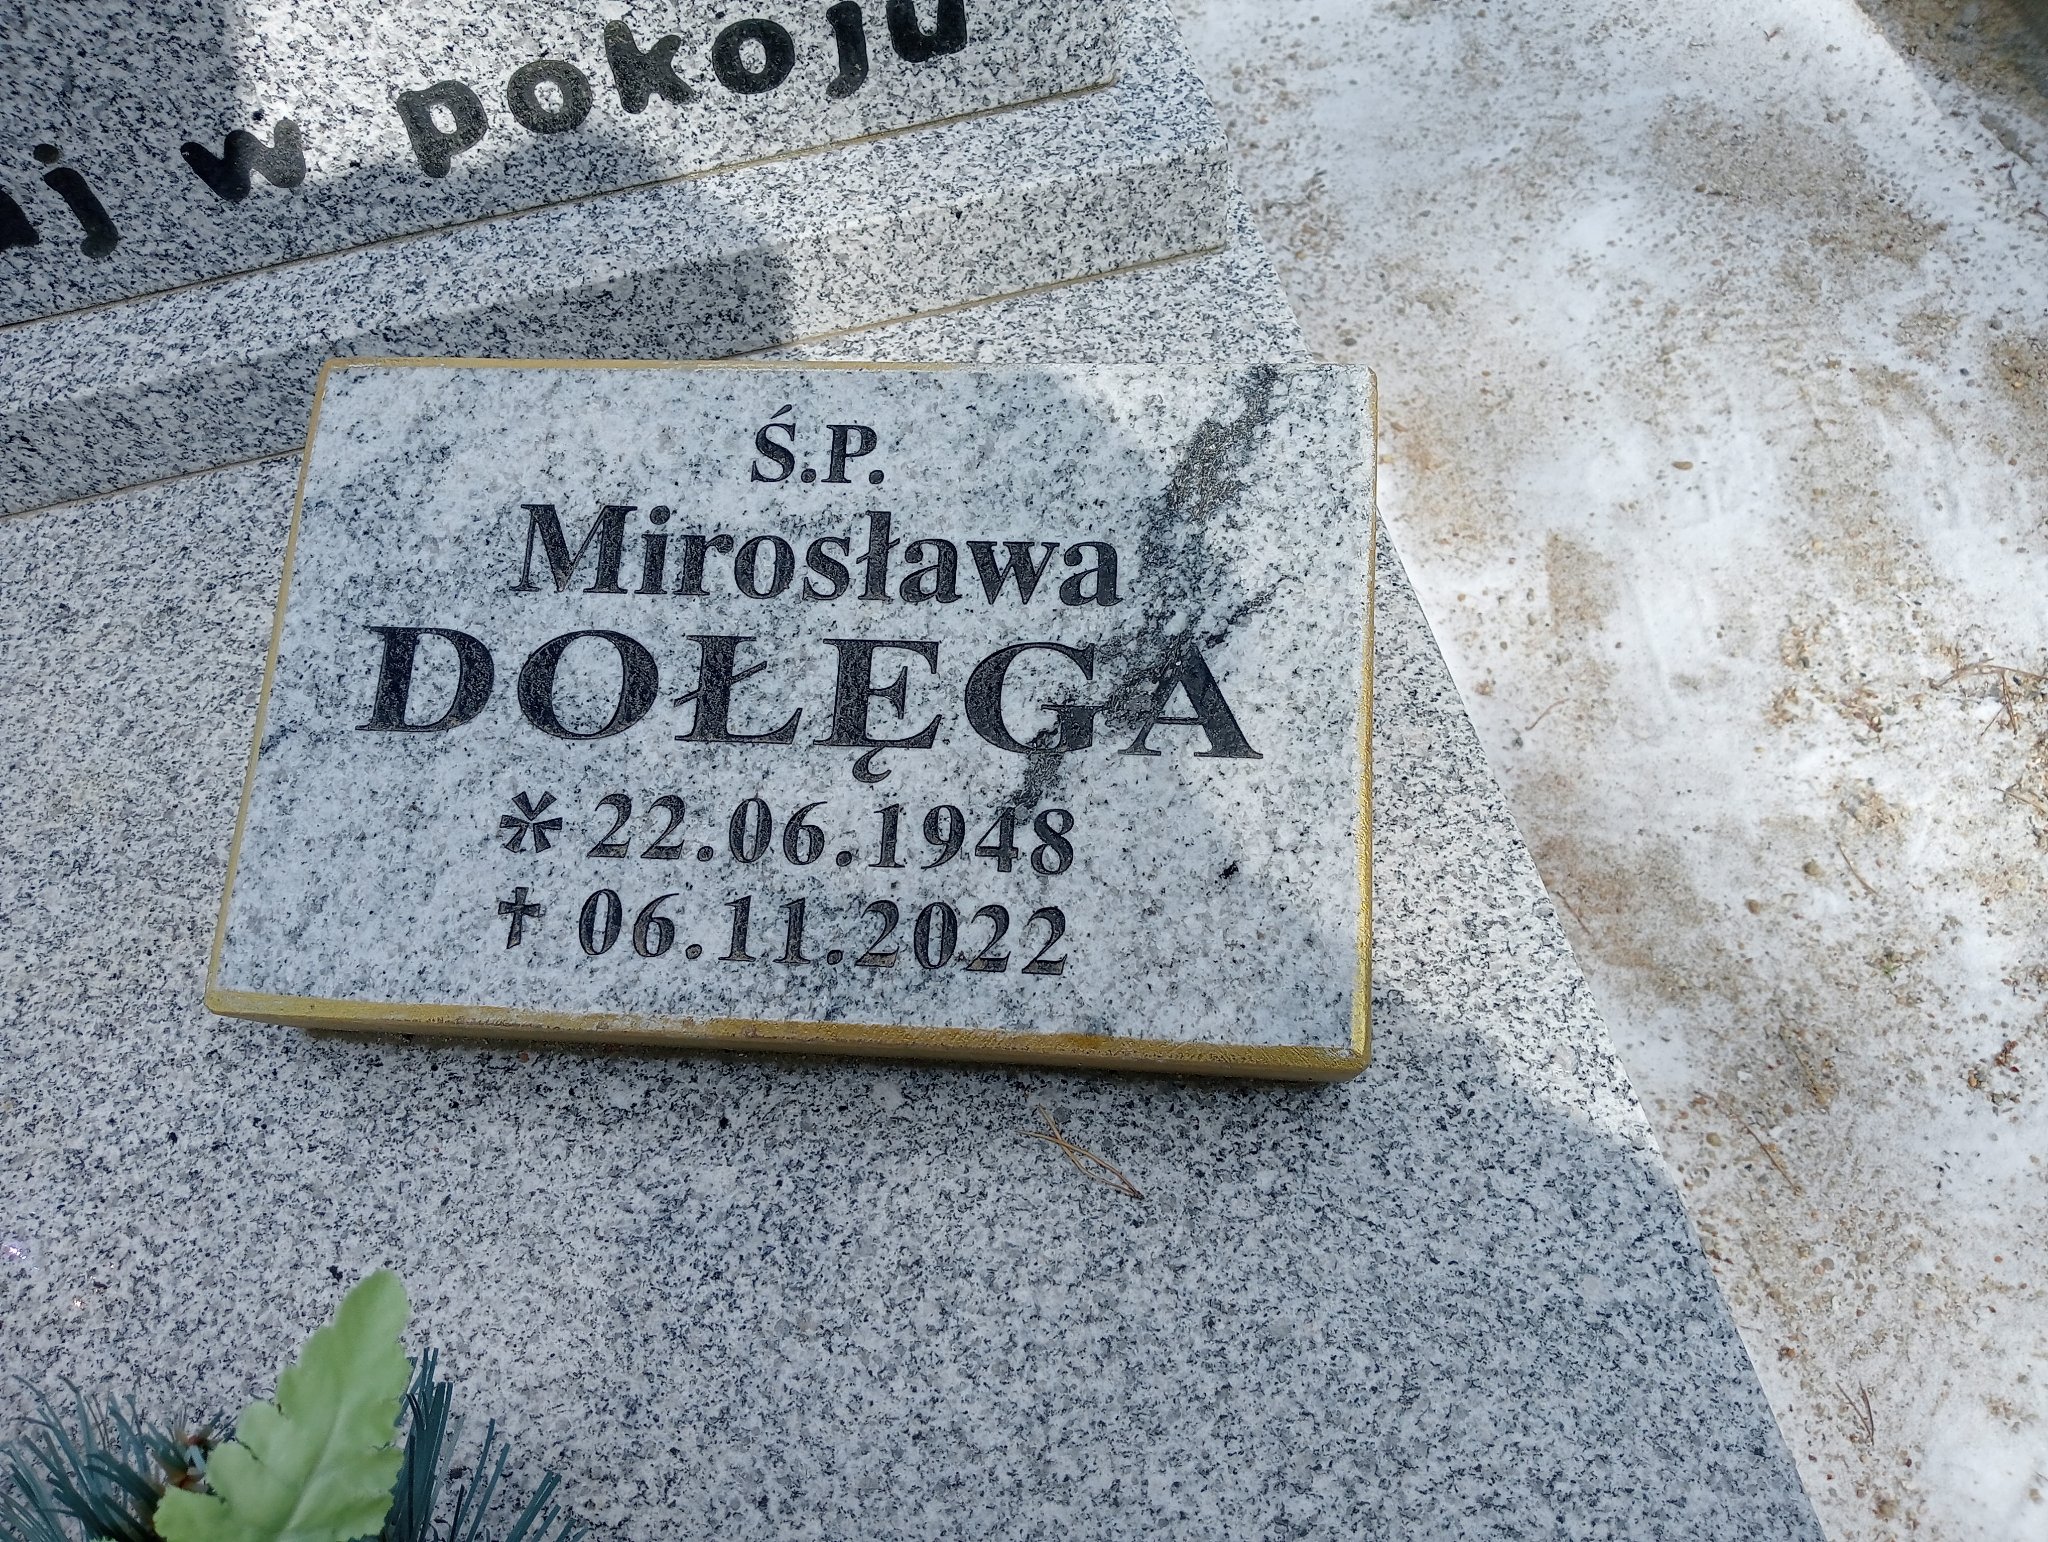 w pokoju
Ś.P.
Mirosława
DOŁĘGA
* 22.06.1948
† 06.11.2022